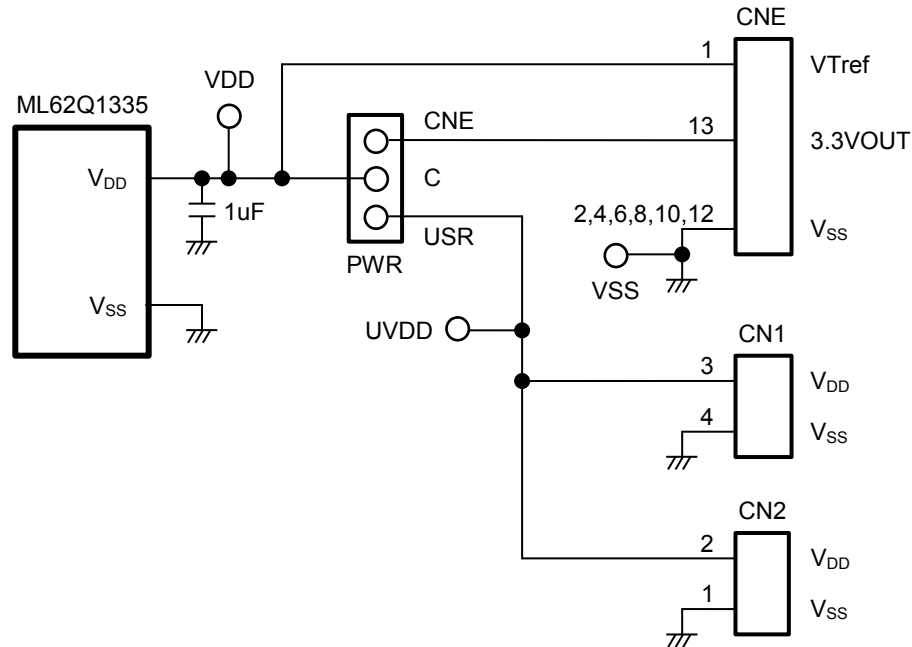 CNE
1
VTref
VDD
ML62Q1335
CNE
13
3.3VOUT
VDD
C
1uF
2,4,6,8,10,12
VSS
USR
PWR
VSS
VSS
UVDD
CN1
3
VDD
4
VSS
CN2
2
VDD
1
VSS